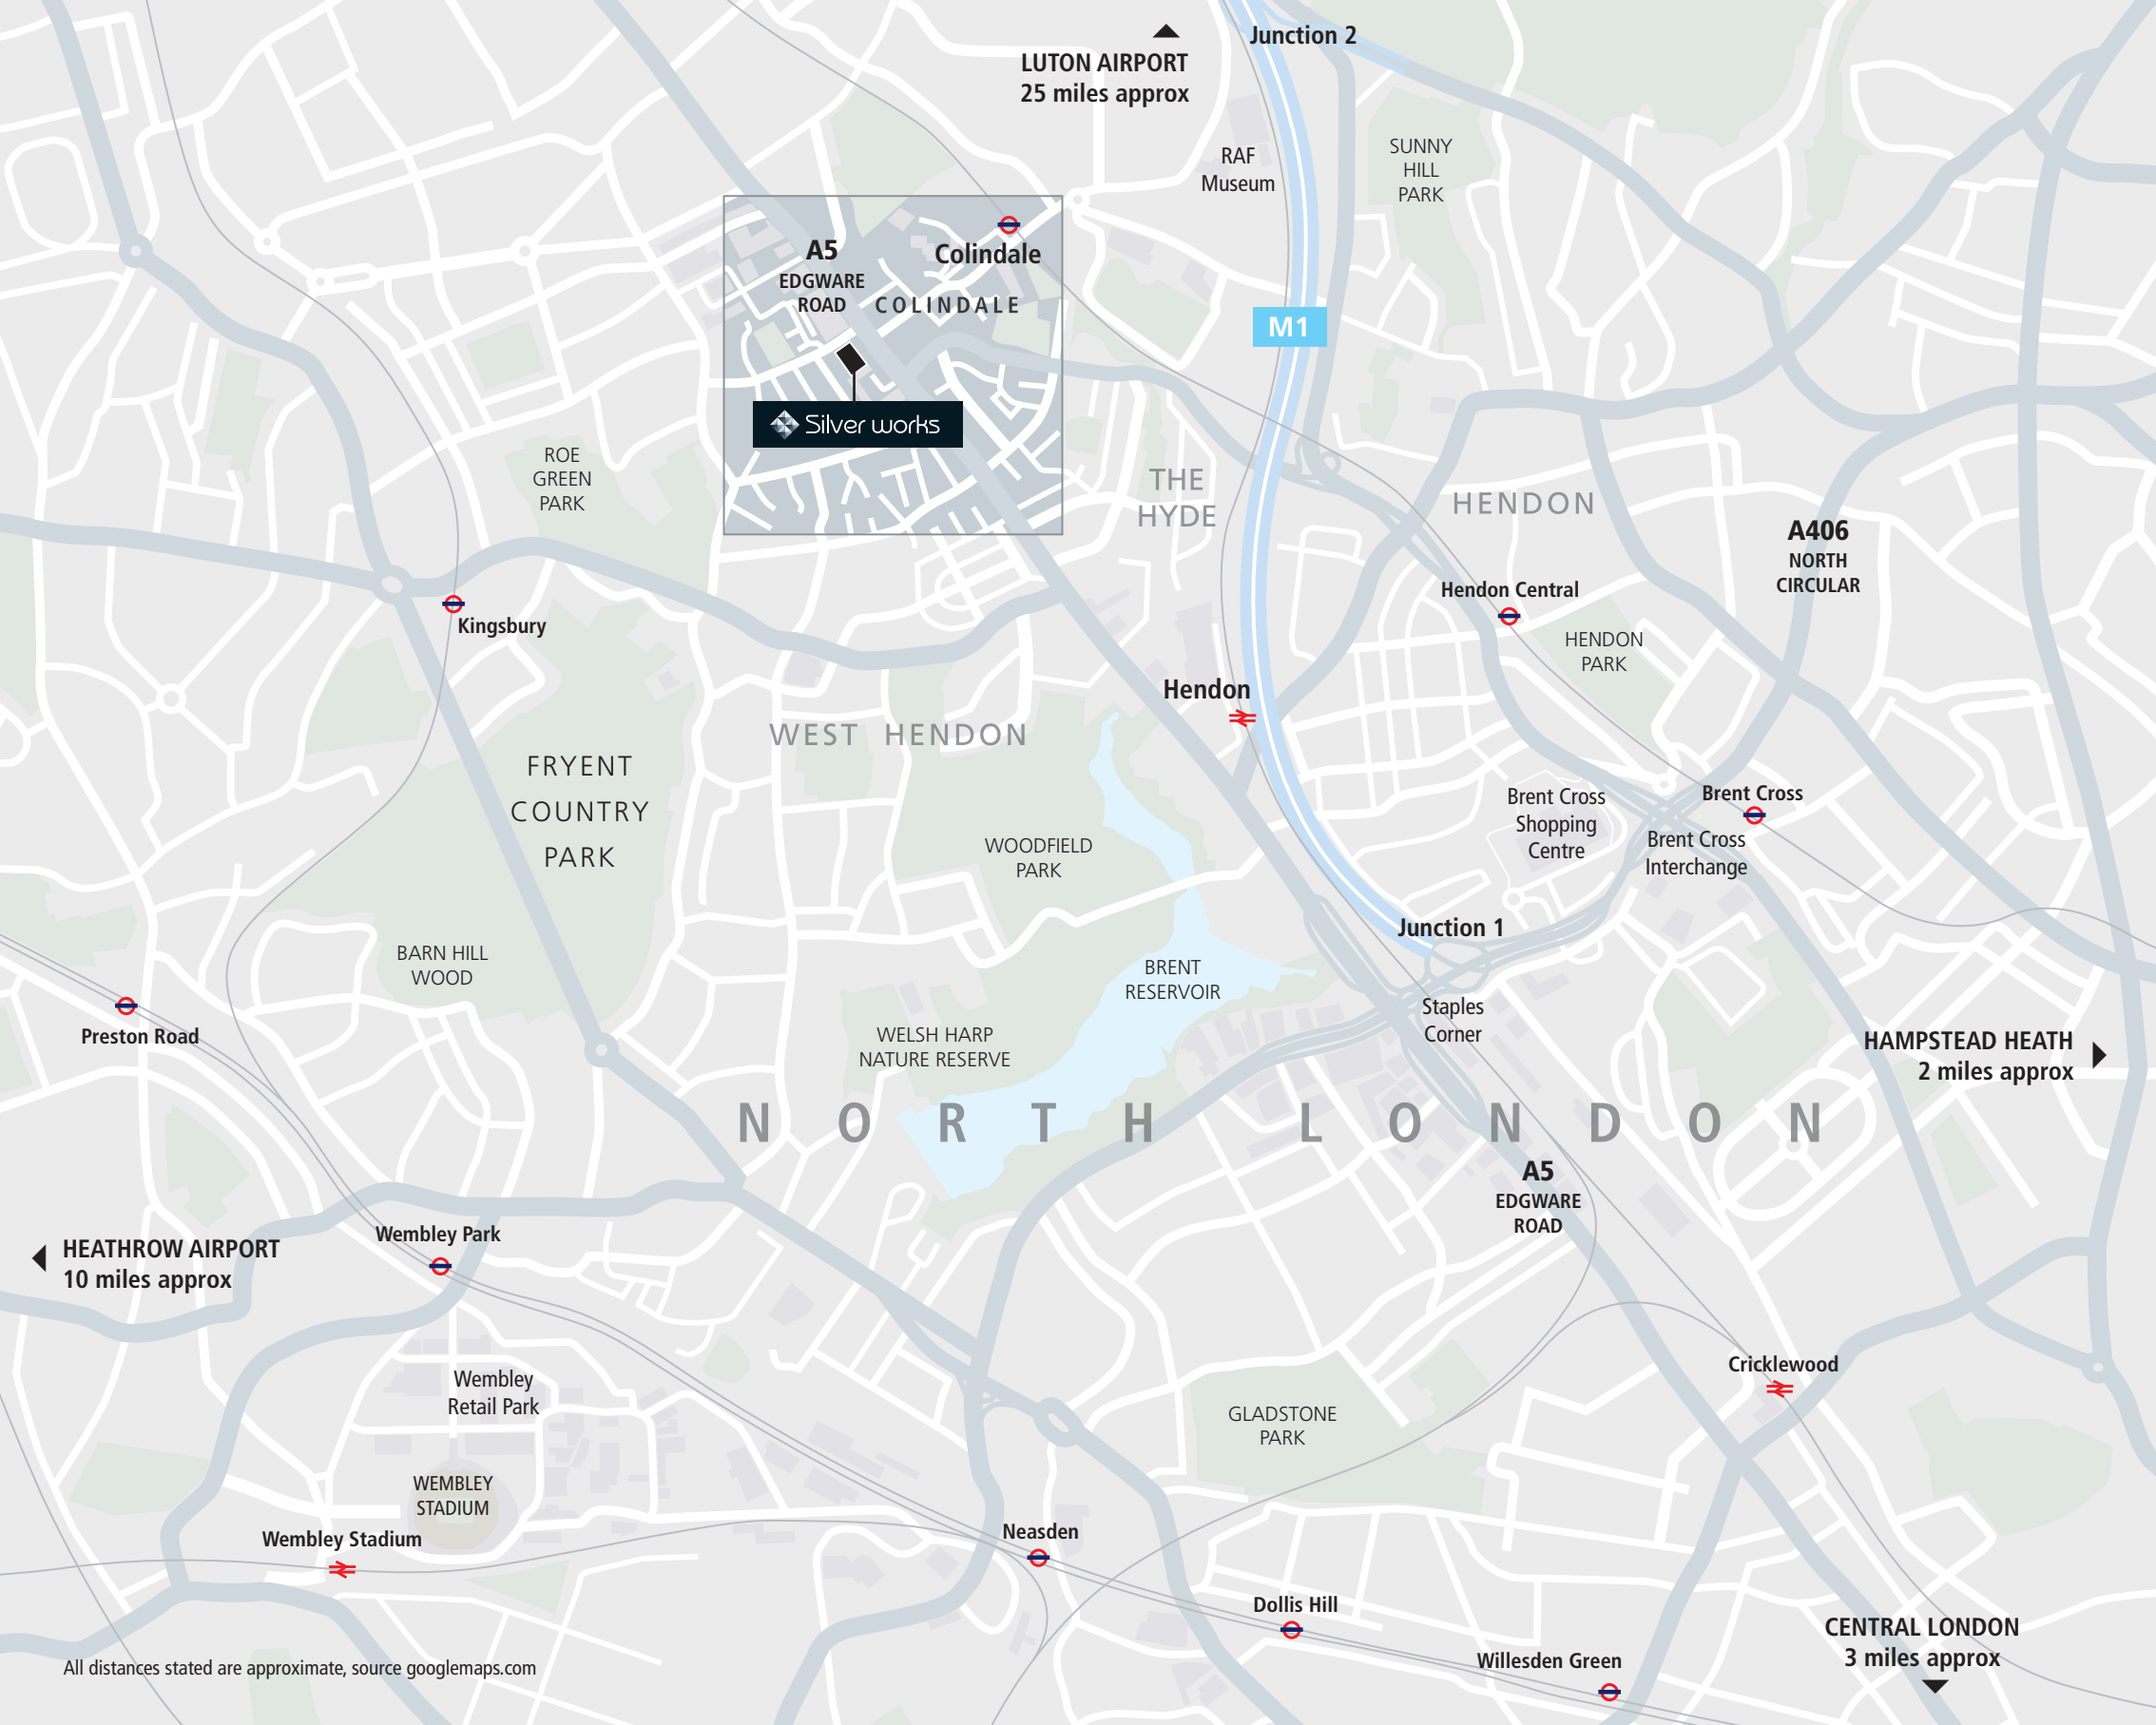 Junction 2
LUTON AIRPORT
25 miles approx
RAF
Museum
SUNNY
HILL
PARK
A5
EDGWARE
ROAD
Colindale
COLINDALE
M1
Silver works
ROE
GREEN
PARK
THE
HYDE
HENDON
A406
NORTH
CIRCULAR
Hendon Central
Kingsbury
HENDON
PARK
Hendon
WEST HENDON
FRYENT
COUNTRY
PARK
Brent Cross
Shopping
Centre
Brent Cross
Brent Cross
Interchange
WOODFIELD
PARK
Junction 1
BARN HILL
WOOD
BRENT
RESERVOIR
Staples
Corner
Preston Road
WELSH HARP
NATURE RESERVE
HAMPSTEAD HEATH
2 miles approx
NORTH LONDON
A5
EDGWARE
ROAD
Wembley Park
HEATHROW AIRPORT
10 miles approx
Cricklewood
Wembley
Retail Park
GLADSTONE
PARK
WEMBLEY
STADIUM
Wembley Stadium
Neasden
Dollis Hill
CENTRAL LONDON
3 miles approx
Willesden Green
All distances stated are approximate, source googlemaps.com